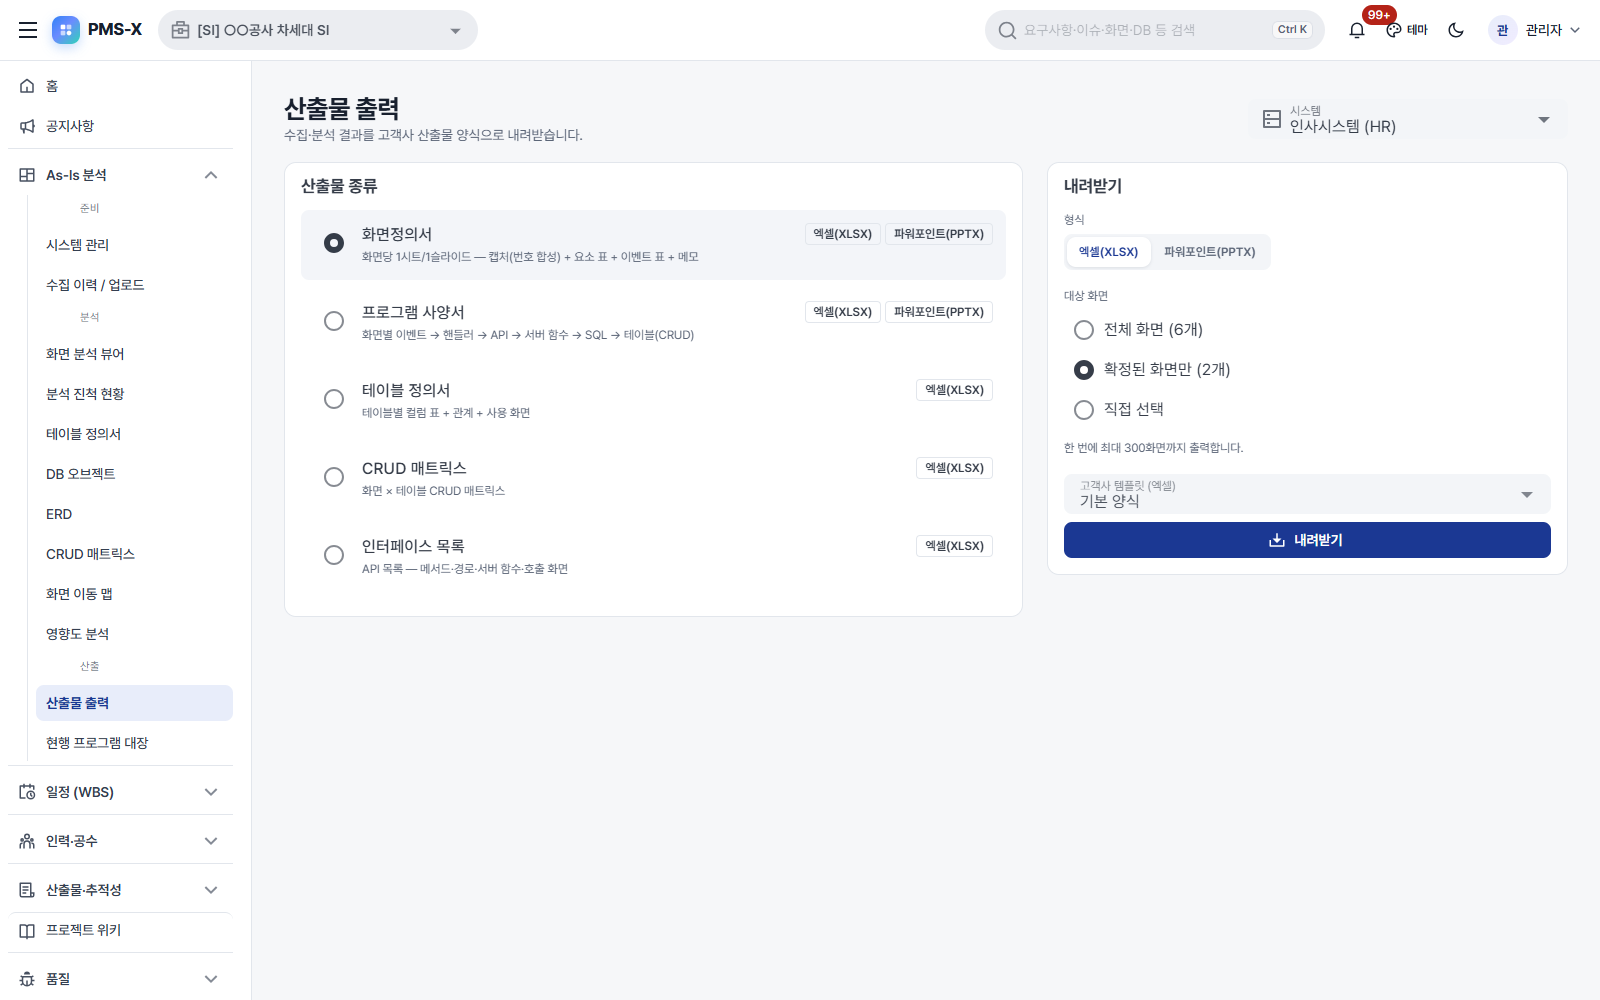 PMS-X
[SI] ○○공사 차세대 SI
요구사항·이슈·화면·DB 등 검색
Ctrl K
99+
테마
관
관리자
홈
공지사항
As-Is 분석
준비
시스템 관리
수집 이력 / 업로드
분석
화면 분석 뷰어
분석 진척 현황
테이블 정의서
DB 오브젝트
ERD
CRUD 매트릭스
화면 이동 맵
영향도 분석
산출
산출물 출력
현행 프로그램 대장
일정 (WBS)
인력·공수
산출물·추적성
프로젝트 위키
품질
산출물 출력
수집·분석 결과를 고객사 산출물 양식으로 내려받습니다.
시스템
인사시스템 (HR)
산출물 종류
화면정의서
엑셀(XLSX)
파워포인트(PPTX)
화면당 1시트/1슬라이드 — 캡처(번호 합성) + 요소 표 + 이벤트 표 + 메모
프로그램 사양서
엑셀(XLSX)
파워포인트(PPTX)
화면별 이벤트 → 핸들러 → API → 서버 함수 → SQL → 테이블(CRUD)
테이블 정의서
엑셀(XLSX)
테이블별 컬럼 표 + 관계 + 사용 화면
CRUD 매트릭스
엑셀(XLSX)
화면 × 테이블 CRUD 매트릭스
인터페이스 목록
엑셀(XLSX)
API 목록 — 메서드·경로·서버 함수·호출 화면
내려받기
형식
엑셀(XLSX)
파워포인트(PPTX)
대상 화면
전체 화면 (6개)
확정된 화면만 (2개)
직접 선택
한 번에 최대 300화면까지 출력합니다.
고객사 템플릿 (엑셀)
기본 양식
내려받기